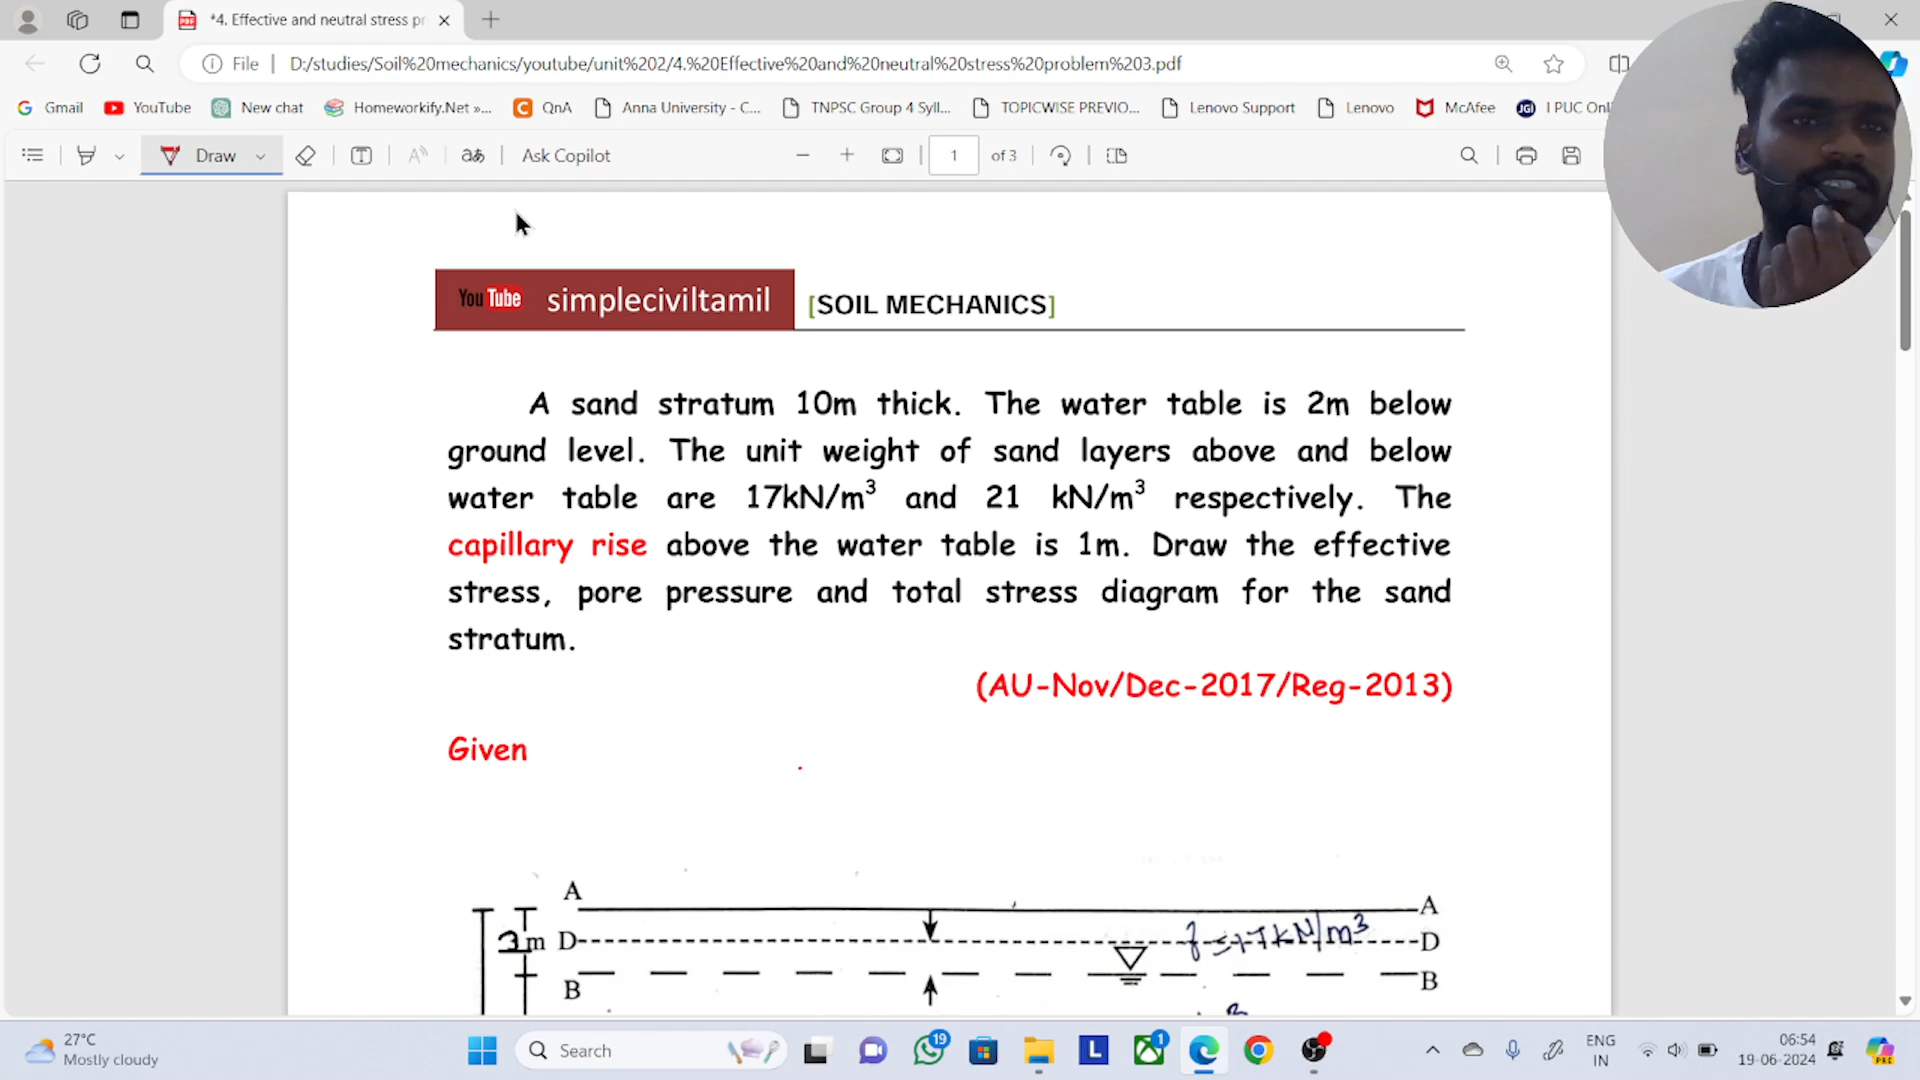 *4. Effective and neutral stress pr
File D:/studies/Soil%20mechanics/youtube/unit%202/4.%20Effective%20and%20neutral%20stress%20problem%203.pdf
Gmail YouTube New chat Homeworkify.Net »... QnA Anna University - C... TNPSC Group 4 Syll... TOPICWISE PREVIO... Lenovo Support Lenovo McAfee JGI I PUC Onl
Draw Ask Copilot 1 of 3
YouTube simpleciviltamil [SOIL MECHANICS]
A sand stratum 10m thick. The water table is 2m below
ground level. The unit weight of sand layers above and below
water table are 17kN/m³ and 21 kN/m³ respectively. The
capillary rise above the water table is 1m. Draw the effective
stress, pore pressure and total stress diagram for the sand
stratum.
(AU-Nov/Dec-2017/Reg-2013)
Given
A A
m D D
B B
27°C
Mostly cloudy
Search
19
1
ENG
IN
06:54
19-06-2024